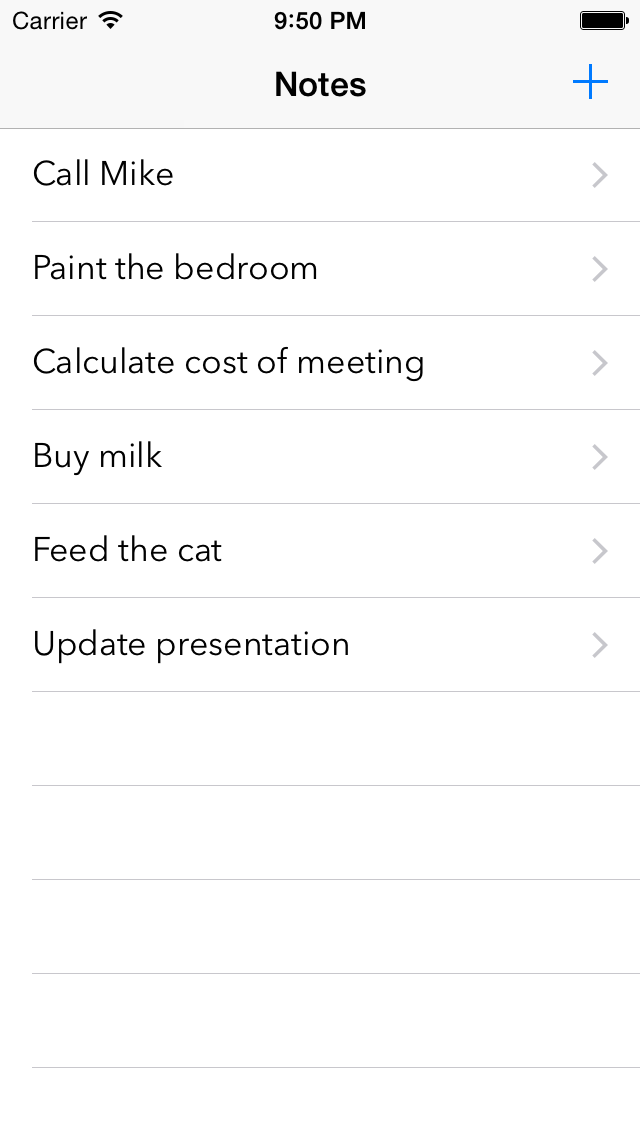 Carrier 9:50 PM
Notes
Call Mike
Paint the bedroom
Calculate cost of meeting
Buy milk
Feed the cat
Update presentation